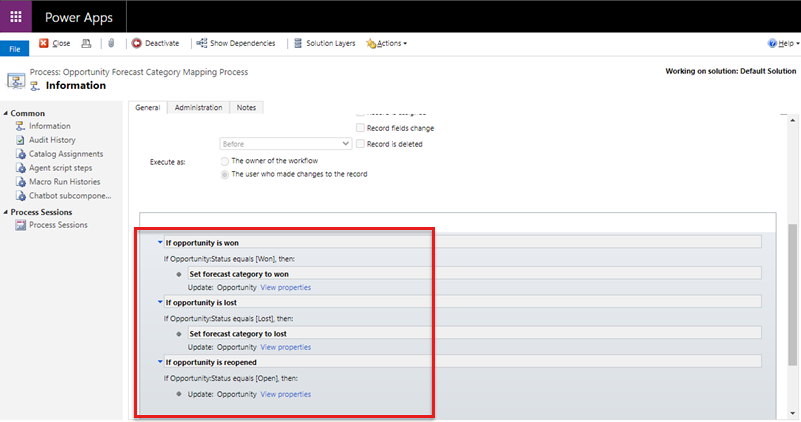 Power Apps
File
Close
Deactivate
Show Dependencies
Solution Layers
Actions
Help
Process: Opportunity Forecast Category Mapping Process
Information
Working on solution: Default Solution
Common
Information
Audit History
Catalog Assignments
Agent script steps
Macro Run Histories
Chatbot subcompone...
Process Sessions
Process Sessions
General
Administration
Notes
Record fields change
Before
Record is deleted
Execute as:
The owner of the workflow
The user who made changes to the record
If opportunity is won
If Opportunity:Status equals [Won], then:
Set forecast category to won
Update: Opportunity View properties
If opportunity is lost
If Opportunity:Status equals [Lost], then:
Set forecast category to lost
Update: Opportunity View properties
If opportunity is reopened
If Opportunity:Status equals [Open], then:
Update: Opportunity View properties